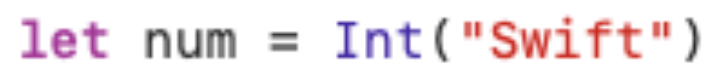 let num = Int("Swift")